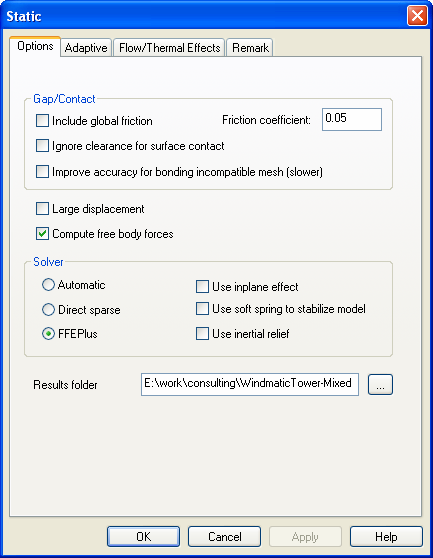 Static
Options Adaptive Flow/Thermal Effects Remark
Gap/Contact
Include global friction Friction coefficient: 0.05
Ignore clearance for surface contact
Improve accuracy for bonding incompatible mesh (slower)
Large displacement
Compute free body forces
Solver
Automatic Use inplane effect
Direct sparse Use soft spring to stabilize model
FFEPlus Use inertial relief
Results folder E:\work\consulting\WindmaticTower-Mixed ...
OK Cancel Apply Help